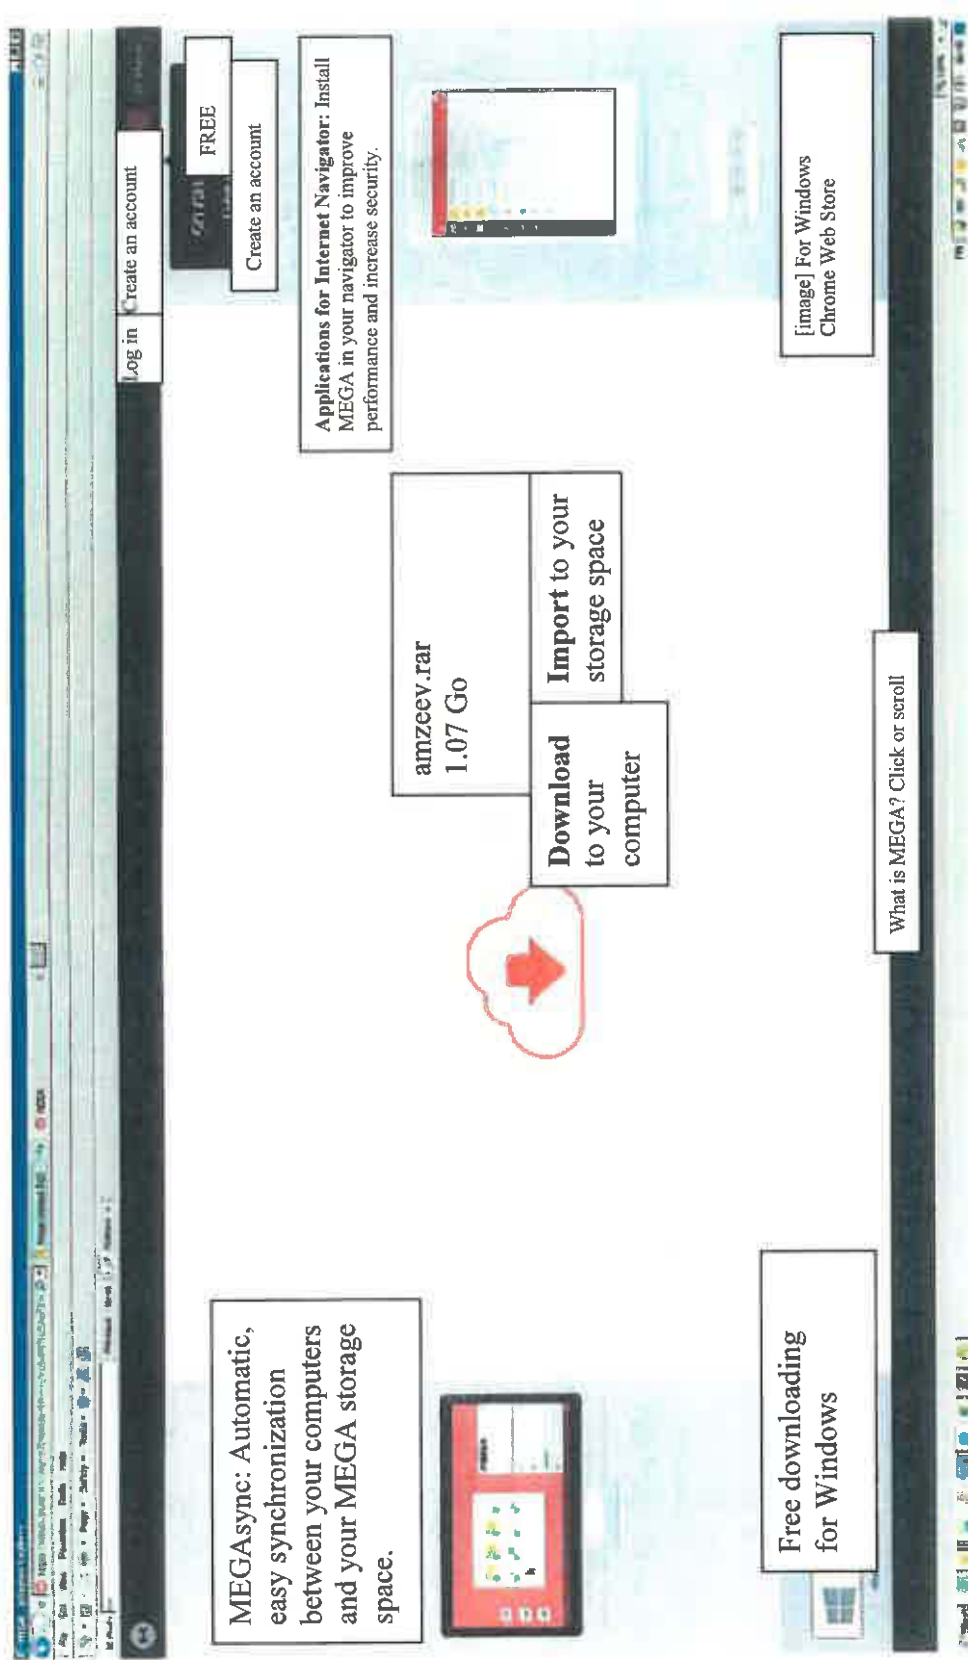 Log in
Create an account
FREE
Create an account
MEGAsync: Automatic,
easy synchronization
between your computers
and your MEGA storage
space.
Applications for Internet Navigator: Install
MEGA in your navigator to improve
performance and increase security.
amzeev.rar
1.07 Go
Download
to your
computer
Import to your
storage space
Free downloading
for Windows
[image] For Windows
Chrome Web Store
What is MEGA? Click or scroll